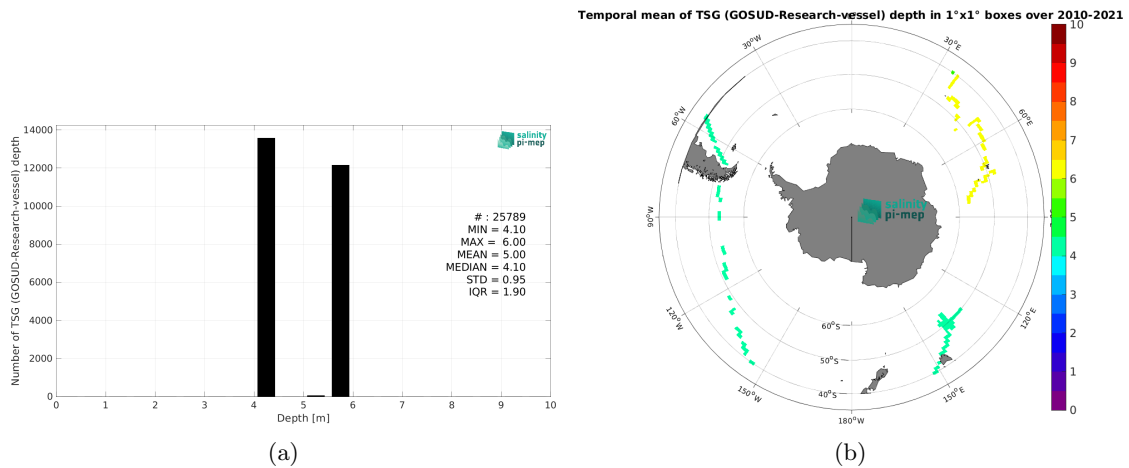 Temporal mean of TSG (GOSUD-Research-vessel) depth in 1°x1° boxes over 2010-2021
Number of TSG (GOSUD-Research-vessel) depth
14000
12000
10000
8000
6000
4000
2000
0
0 1 2 3 4 5 6 7 8 9 10
Depth [m]
salinity
pi-mep
# : 25789
MIN = 4.10
MAX = 6.00
MEAN = 5.00
MEDIAN = 4.10
STD = 0.95
IQR = 1.90
(a)
30°W
30°E
60°W
60°E
90°W
salinity
pi-mep
120°W
120°E
150°W
150°E
180°W
60°S
50°S
40°S
10
9
8
7
6
5
4
3
2
1
0
(b)